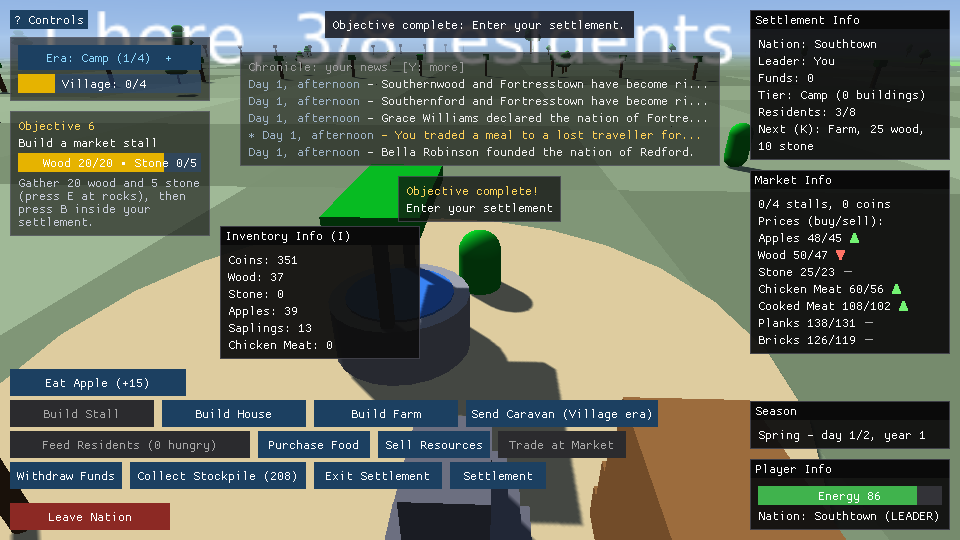 here, 3/8 residents
? Controls
Objective complete: Enter your settlement.
Era: Camp (1/4) +
Village: 0/4
Objective 6
Build a market stall
Wood 20/20 • Stone 0/5
Gather 20 wood and 5 stone
(press E at rocks), then
press B inside your
settlement.
Chronicle: your news [Y: more]
Day 1, afternoon – Southernwood and Fortresstown have become ri...
Day 1, afternoon – Southernford and Fortresstown have become ri...
Day 1, afternoon – Grace Williams declared the nation of Fortre...
* Day 1, afternoon – You traded a meal to a lost traveller for...
Day 1, afternoon – Bella Robinson founded the nation of Redford.
Objective complete!
Enter your settlement
Inventory Info (I)
Coins: 351
Wood: 37
Stone: 0
Apples: 39
Saplings: 13
Chicken Meat: 0
Settlement Info
Nation: Southtown
Leader: You
Funds: 0
Tier: Camp (0 buildings)
Residents: 3/8
Next (K): Farm, 25 wood,
10 stone
Market Info
0/4 stalls, 0 coins
Prices (buy/sell):
Apples 48/45 ▲
Wood 50/47 ▼
Stone 25/23 —
Chicken Meat 60/56 ▲
Cooked Meat 108/102 ▲
Planks 138/131 —
Bricks 126/119 —
Season
Spring – day 1/2, year 1
Player Info
Energy 86
Nation: Southtown (LEADER)
Eat Apple (+15)
Build Stall
Build House
Build Farm
Send Caravan (Village era)
Feed Residents (0 hungry)
Purchase Food
Sell Resources
Trade at Market
Withdraw Funds
Collect Stockpile (208)
Exit Settlement
Settlement
Leave Nation